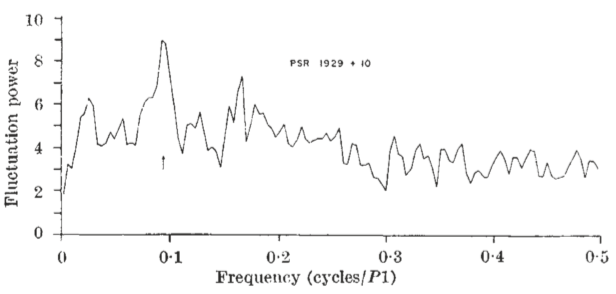 10
8
6
4
2
0
Fluctuation power
PSR 1929 + 10
0 0·1 0·2 0·3 0·4 0·5
Frequency (cycles/P1)